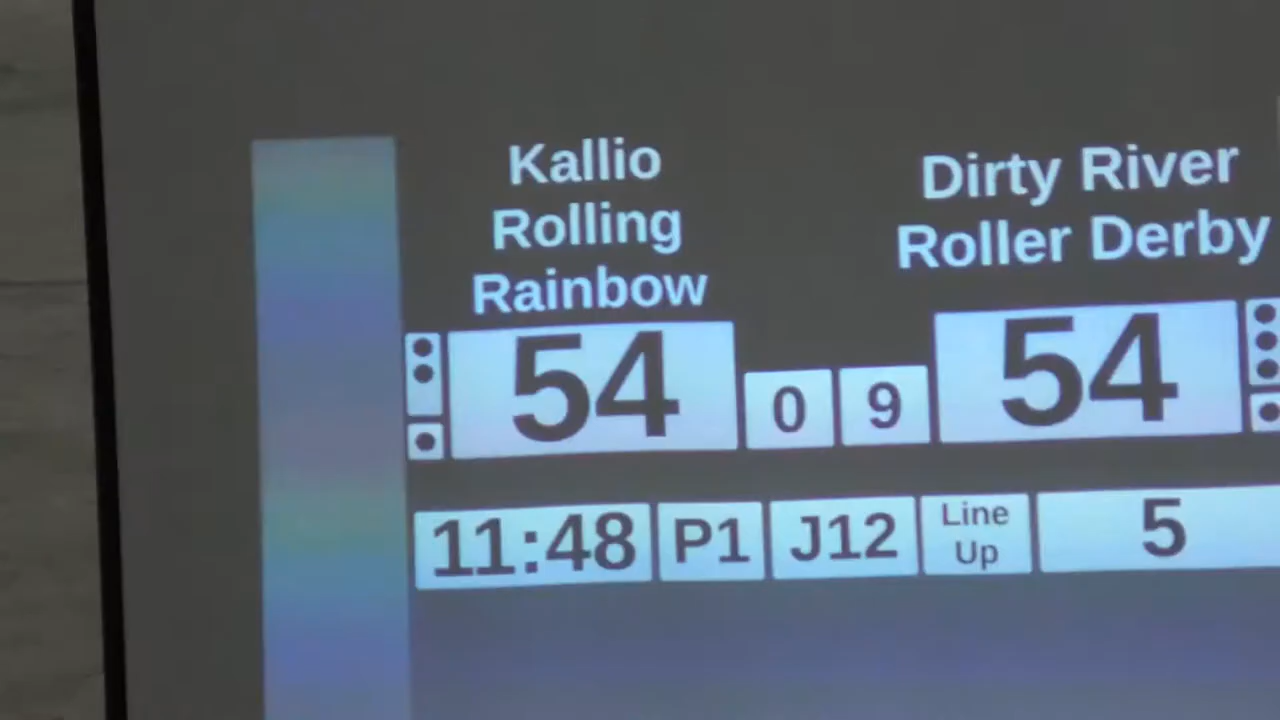 Kallio
Rolling
Rainbow
Dirty River
Roller Derby
54
0
9
54
11:48
P1
J12
Line
Up
5